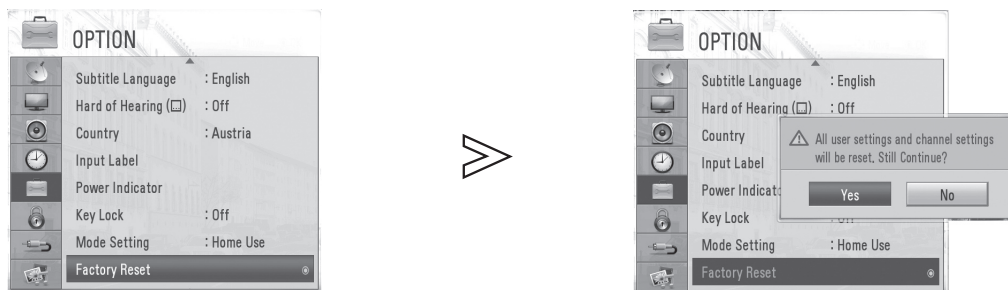 OPTION
Subtitle Language : English
Hard of Hearing ( ) : Off
Country : Austria
Input Label
Power Indicator
Key Lock : Off
Mode Setting : Home Use
Factory Reset
OPTION
Subtitle Language : English
Hard of Hearing ( ) : Off
Country
Input Label
Power Indicato
Key Lock : Off
Mode Setting : Home Use
Factory Reset
All user settings and channel settings
will be reset. Still Continue?
Yes No